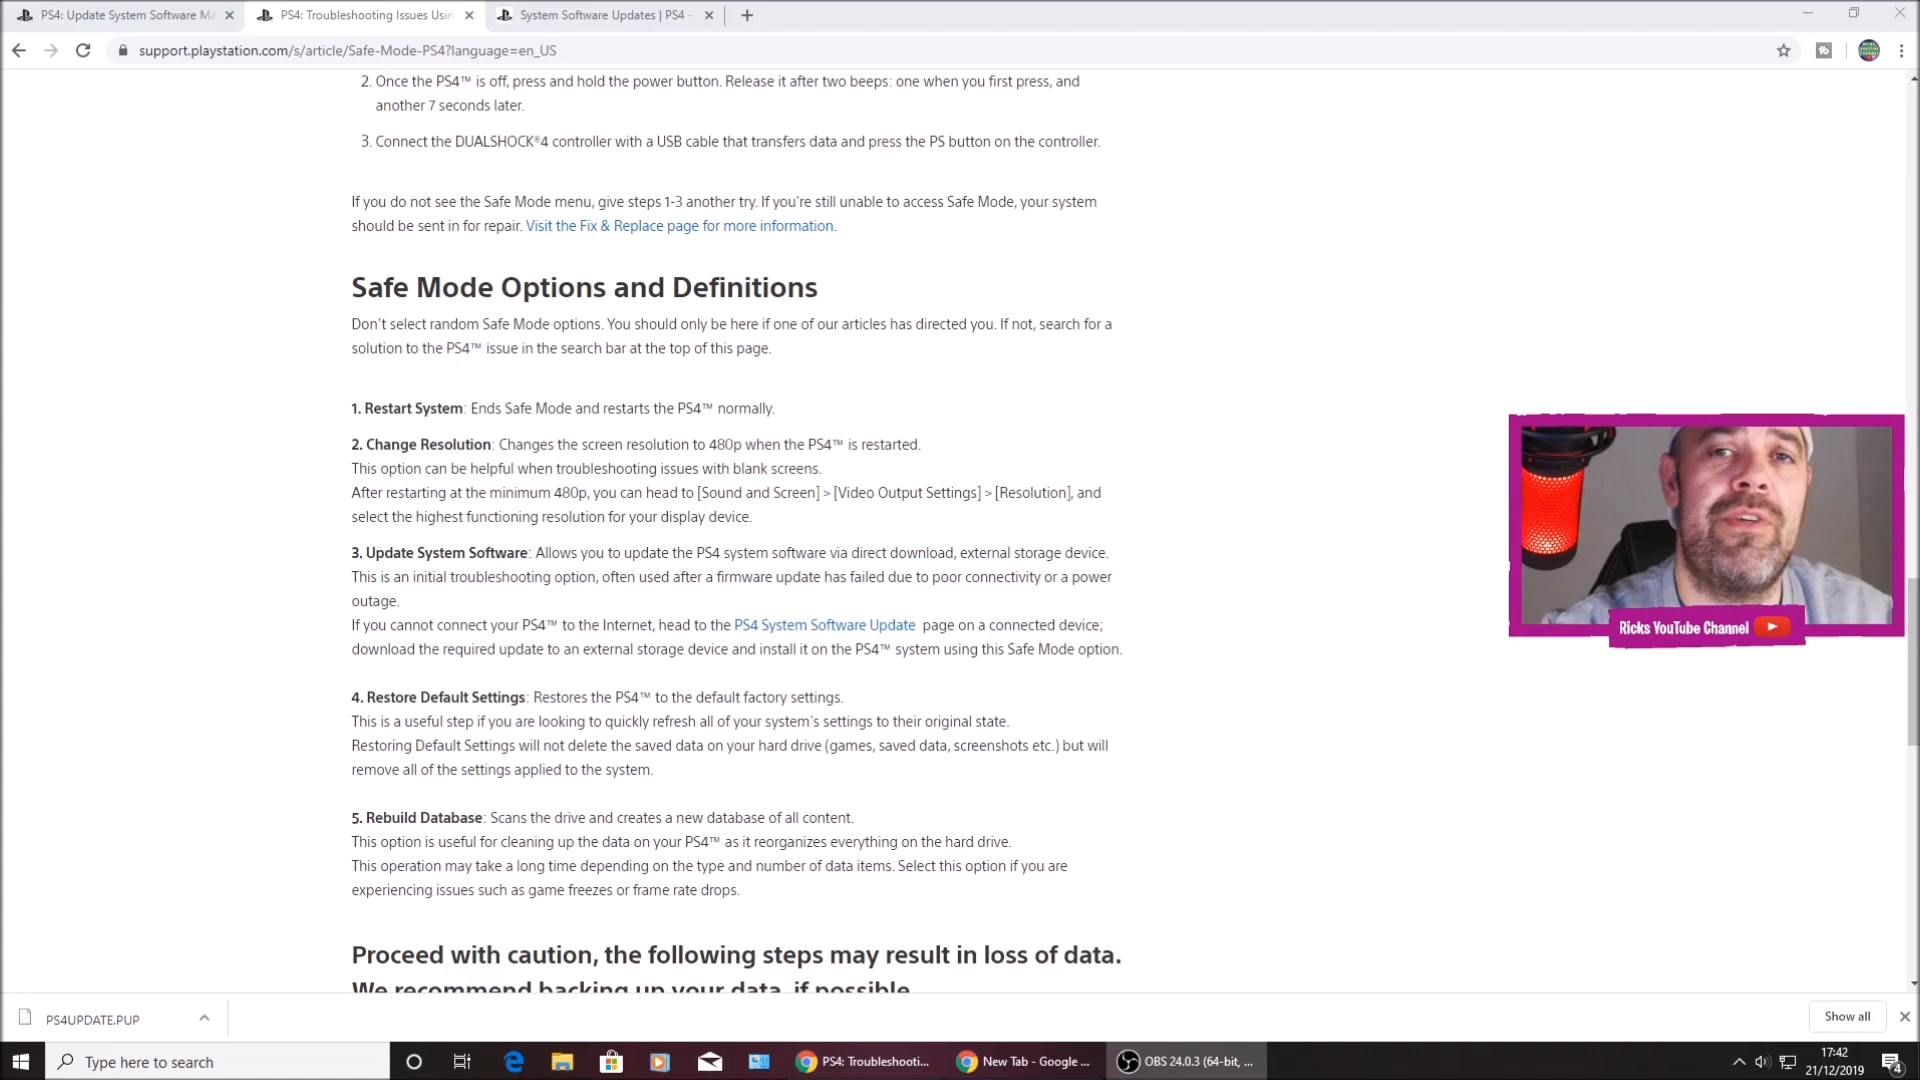 PS4: Update System Software Ma
PS4: Troubleshooting Issues Usin
System Software Updates | PS4 -
support.playstation.com/s/article/Safe-Mode-PS4?language=en_US
2. Once the PS4™ is off, press and hold the power button. Release it after two beeps: one when you first press, and
another 7 seconds later.
3. Connect the DUALSHOCK®4 controller with a USB cable that transfers data and press the PS button on the controller.
If you do not see the Safe Mode menu, give steps 1-3 another try. If you're still unable to access Safe Mode, your system
should be sent in for repair. Visit the Fix & Replace page for more information.
Safe Mode Options and Definitions
Don't select random Safe Mode options. You should only be here if one of our articles has directed you. If not, search for a
solution to the PS4™ issue in the search bar at the top of this page.
1. Restart System: Ends Safe Mode and restarts the PS4™ normally.
2. Change Resolution: Changes the screen resolution to 480p when the PS4™ is restarted.
This option can be helpful when troubleshooting issues with blank screens.
After restarting at the minimum 480p, you can head to [Sound and Screen] > [Video Output Settings] > [Resolution], and
select the highest functioning resolution for your display device.
3. Update System Software: Allows you to update the PS4 system software via direct download, external storage device.
This is an initial troubleshooting option, often used after a firmware update has failed due to poor connectivity or a power
outage.
If you cannot connect your PS4™ to the Internet, head to the PS4 System Software Update page on a connected device;
download the required update to an external storage device and install it on the PS4™ system using this Safe Mode option.
4. Restore Default Settings: Restores the PS4™ to the default factory settings.
This is a useful step if you are looking to quickly refresh all of your system's settings to their original state.
Restoring Default Settings will not delete the saved data on your hard drive (games, saved data, screenshots etc.) but will
remove all of the settings applied to the system.
5. Rebuild Database: Scans the drive and creates a new database of all content.
This option is useful for cleaning up the data on your PS4™ as it reorganizes everything on the hard drive.
This operation may take a long time depending on the type and number of data items. Select this option if you are
experiencing issues such as game freezes or frame rate drops.
Proceed with caution, the following steps may result in loss of data.
We recommend backing up your data, if possible
Ricks YouTube Channel
PS4UPDATE.PUP
Show all
Type here to search
PS4: Troubleshooti...
New Tab - Google ...
OBS 24.0.3 (64-bit, ...
17:42
21/12/2019
4